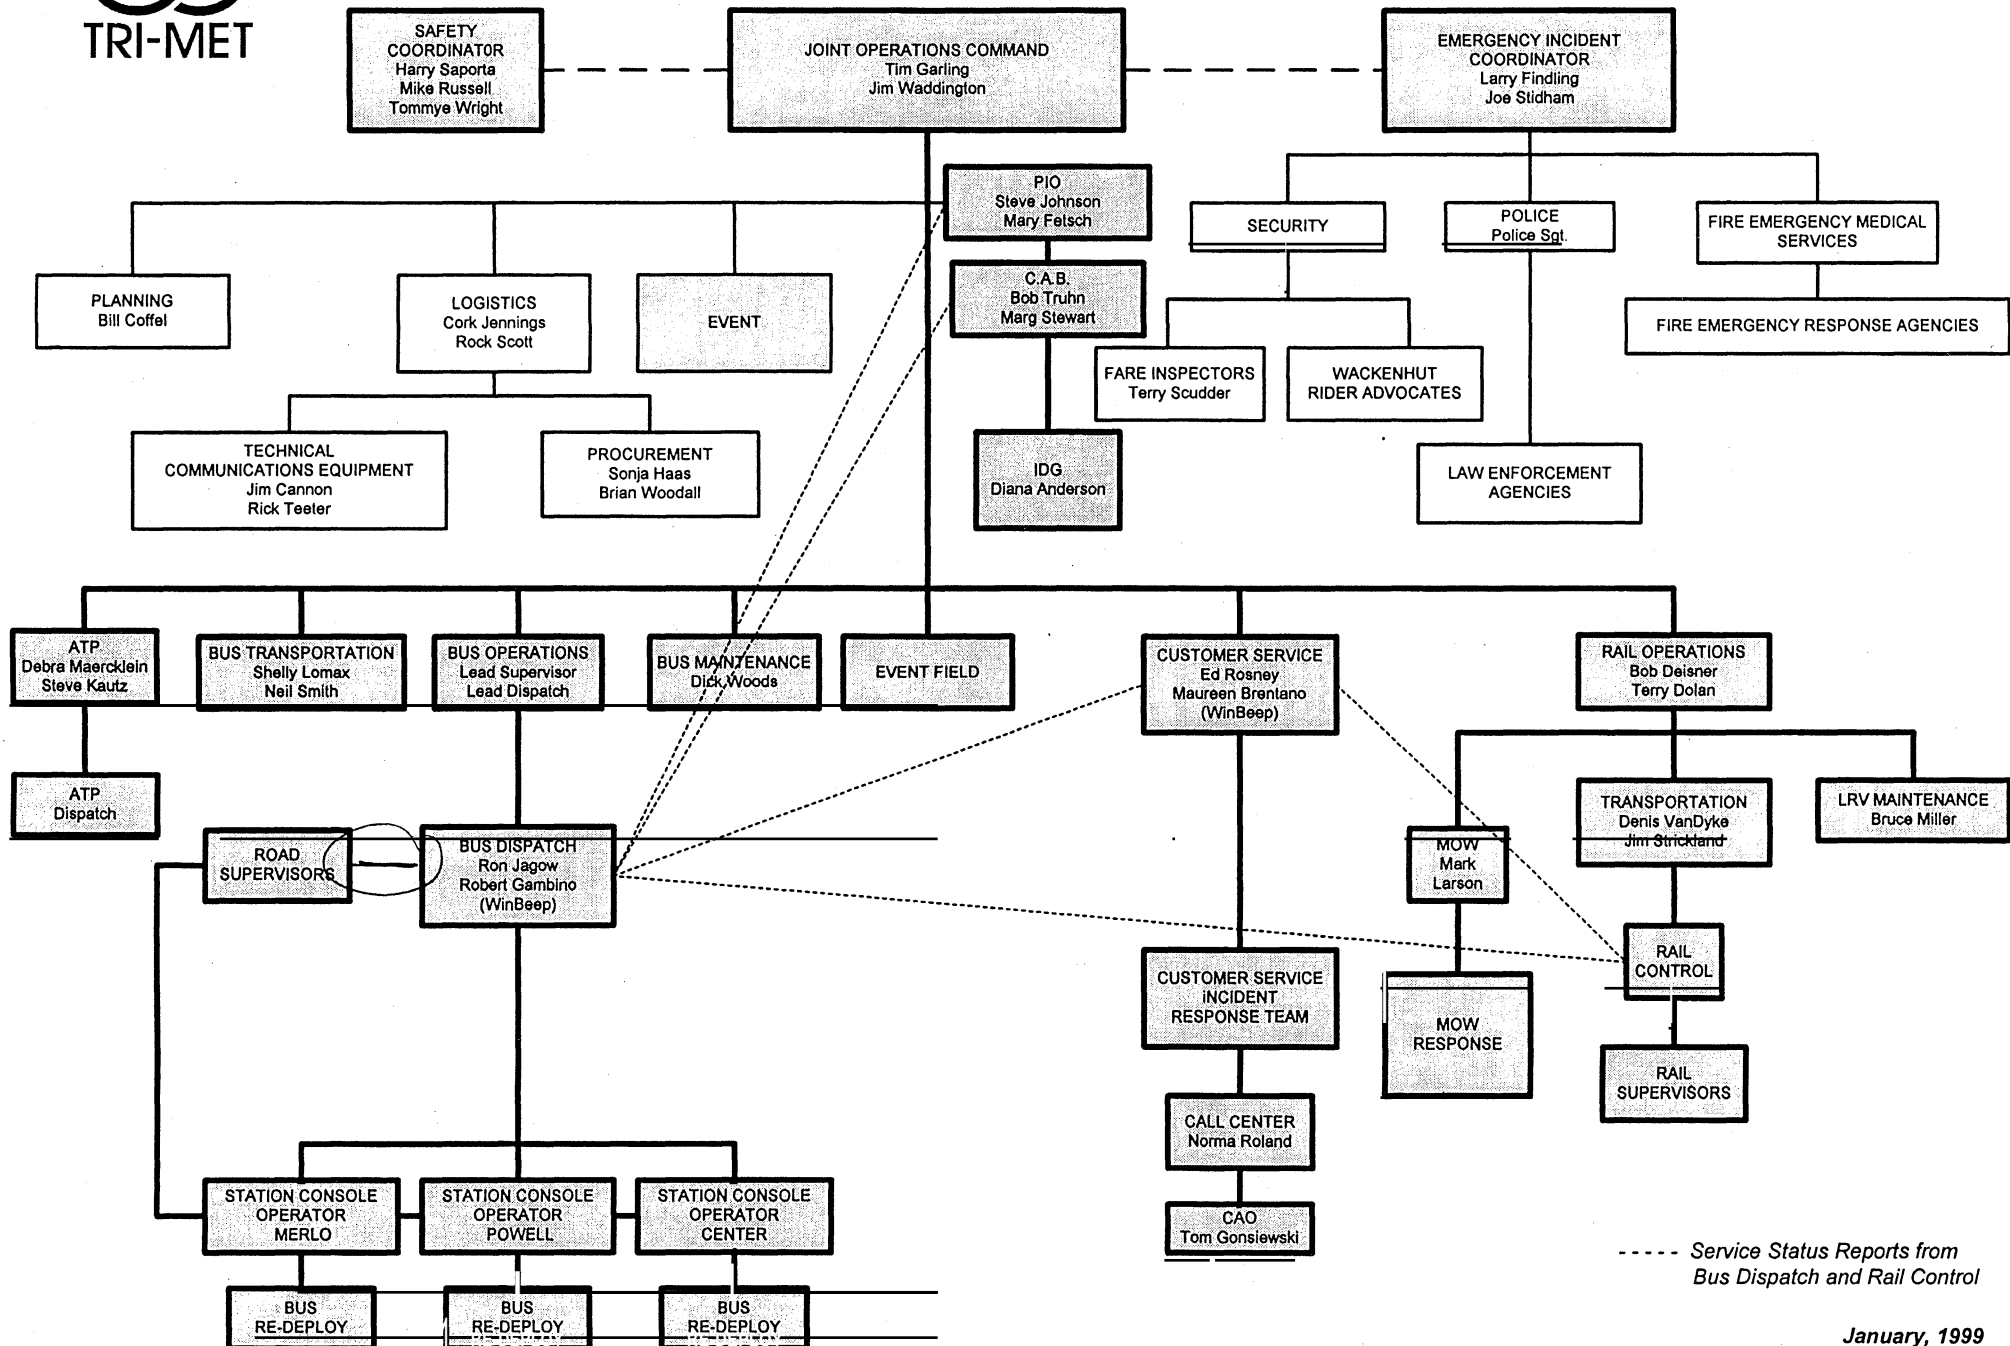 TRI-MET
SAFETY
COORDINATOR
Harry Saporta
Mike Russell
Tommye Wright
JOINT OPERATIONS COMMAND
Tim Garling
Jim Waddington
EMERGENCY INCIDENT
COORDINATOR
Larry Findling
Joe Stidham
PIO
Steve Johnson
Mary Fetsch
SECURITY
POLICE
Police Sgt.
FIRE EMERGENCY MEDICAL
SERVICES
PLANNING
Bill Coffel
LOGISTICS
Cork Jennings
Rock Scott
EVENT
C.A.B.
Bob Truhn
Marg Stewart
FIRE EMERGENCY RESPONSE AGENCIES
FARE INSPECTORS
Terry Scudder
WACKENHUT
RIDER ADVOCATES
TECHNICAL
COMMUNICATIONS EQUIPMENT
Jim Cannon
Rick Teeter
PROCUREMENT
Sonja Haas
Brian Woodall
IDG
Diana Anderson
LAW ENFORCEMENT
AGENCIES
ATP
Debra Maercklein
Steve Kautz
BUS TRANSPORTATION
Shelly Lomax
Neil Smith
BUS OPERATIONS
Lead Supervisor
Lead Dispatch
BUS MAINTENANCE
Dick Woods
EVENT FIELD
CUSTOMER SERVICE
Ed Rosney
Maureen Brentano
(WinBeep)
RAIL OPERATIONS
Bob Deisner
Terry Dolan
ATP
Dispatch
TRANSPORTATION
Denis VanDyke
Jim Strickland
LRV MAINTENANCE
Bruce Miller
ROAD
SUPERVISORS
BUS DISPATCH
Ron Jagow
Robert Gambino
(WinBeep)
MOW
Mark
Larson
RAIL
CONTROL
CUSTOMER SERVICE
INCIDENT
RESPONSE TEAM
MOW
RESPONSE
RAIL
SUPERVISORS
CALL CENTER
Norma Roland
STATION CONSOLE
OPERATOR
MERLO
STATION CONSOLE
OPERATOR
POWELL
STATION CONSOLE
OPERATOR
CENTER
CAO
Tom Gonsiewski
BUS
RE-DEPLOY
BUS
RE-DEPLOY
BUS
RE-DEPLOY
----- Service Status Reports from
Bus Dispatch and Rail Control
January, 1999